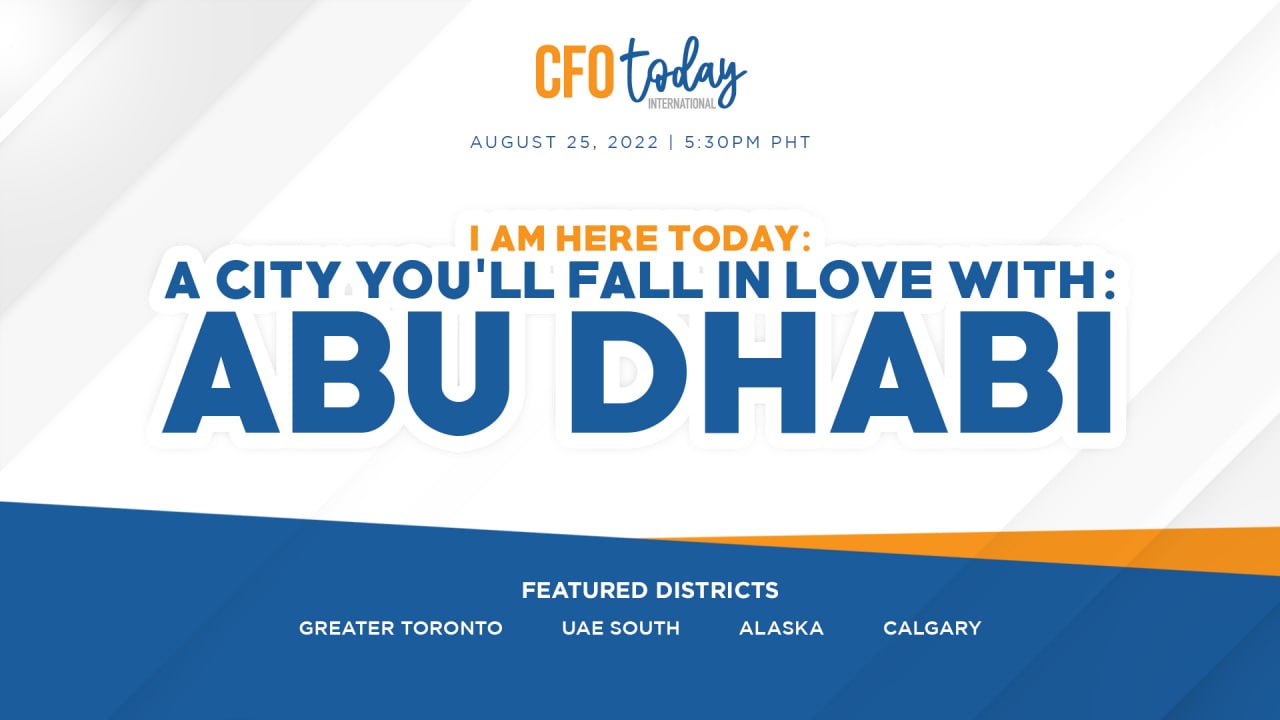 CFO today
INTERNATIONAL
AUGUST 25, 2022 | 5:30PM PHT
I AM HERE TODAY:
A CITY YOU'LL FALL IN LOVE WITH:
ABU DHABI
FEATURED DISTRICTS
GREATER TORONTO UAE SOUTH ALASKA CALGARY